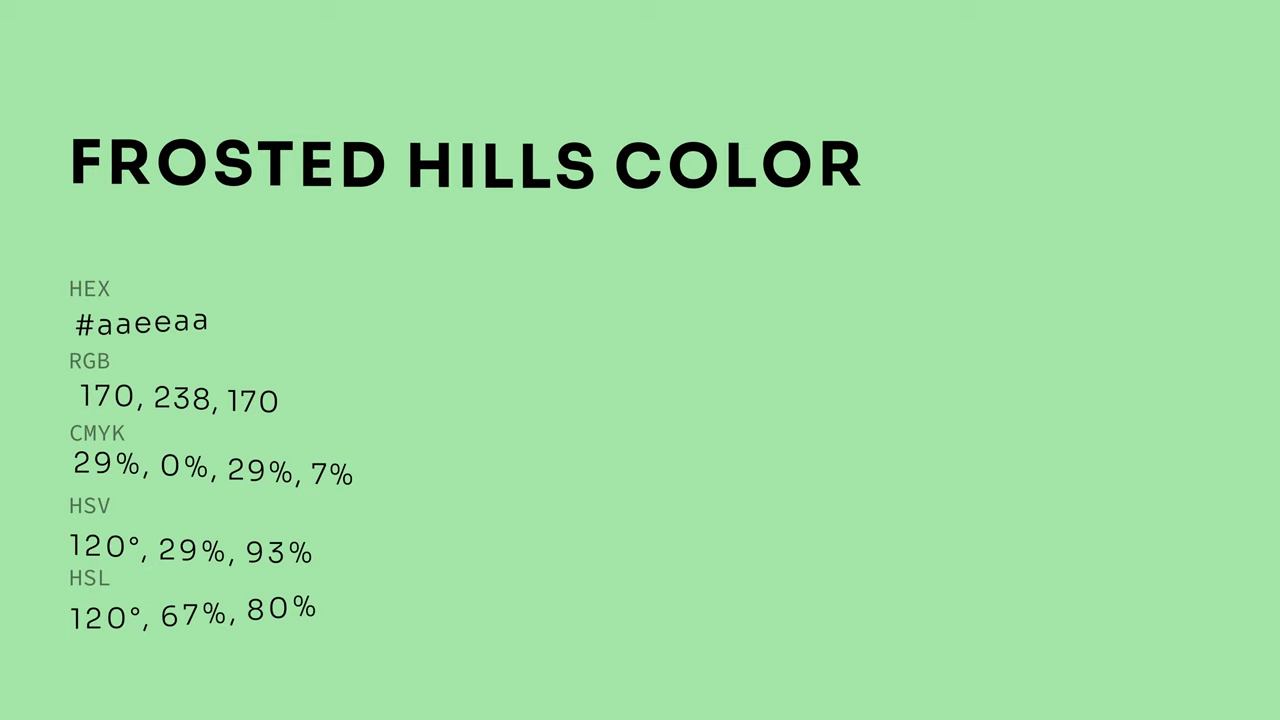 FROSTED HILLS COLOR
HEX
#aaeeaa
RGB
170, 238, 170
CMYK
29%, 0%, 29%, 7%
HSV
120°, 29%, 93%
HSL
120°, 67%, 80%